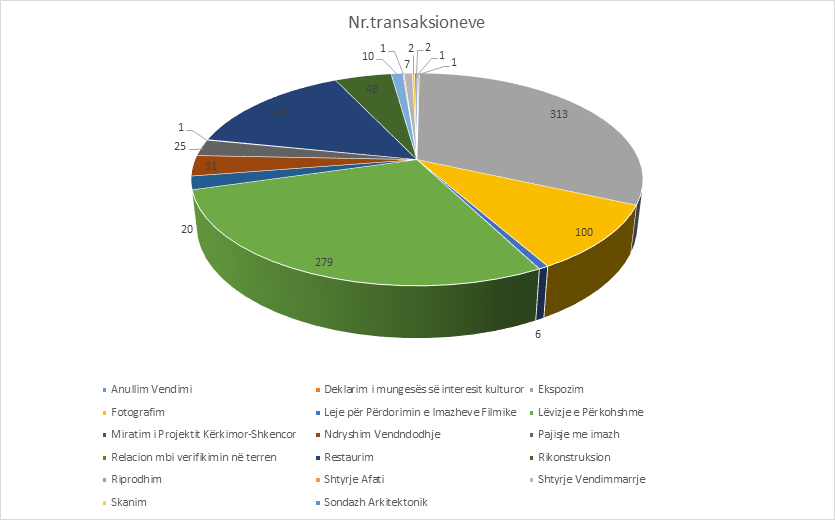 Nr.transaksioneve
1
2
2
10
7
1
1
48
313
1
25
31
100
20
279
6
Anullim Vendimi
Deklarim i mungesës së interesit kulturor
Ekspozim
Fotografim
Leje për Përdorimin e Imazheve Filmike
Lëvizje e Përkohshme
Miratim i Projektit Kërkimor-Shkencor
Ndryshim Vendndodhje
Pajisje me imazh
Relacion mbi verifikimin në terren
Restaurim
Rikonstruksion
Riprodhim
Shtyrje Afati
Shtyrje Vendimmarrje
Skanim
Sondazh Arkitektonik